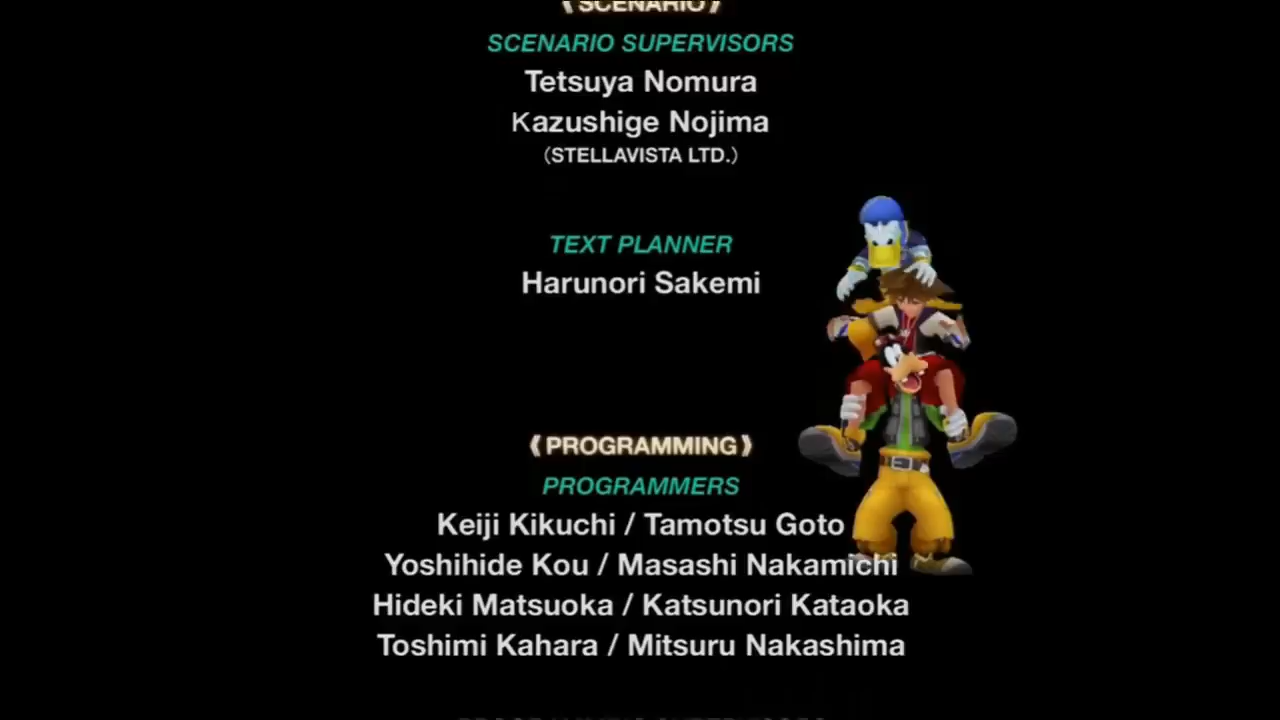 《SCENARIO》
SCENARIO SUPERVISORS
Tetsuya Nomura
Kazushige Nojima
(STELLAVISTA LTD.)
TEXT PLANNER
Harunori Sakemi
《PROGRAMMING》
PROGRAMMERS
Keiji Kikuchi / Tamotsu Goto
Yoshihide Kou / Masashi Nakamichi
Hideki Matsuoka / Katsunori Kataoka
Toshimi Kahara / Mitsuru Nakashima